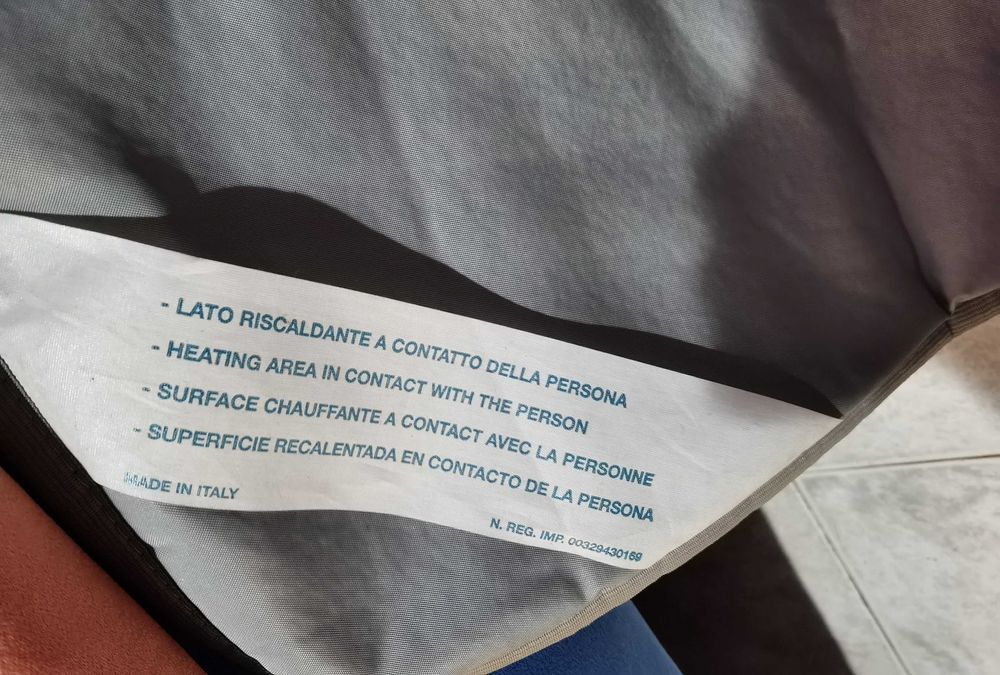 - LATO RISCALDANTE A CONTATTO DELLA PERSONA
- HEATING AREA IN CONTACT WITH THE PERSON
- SURFACE CHAUFFANTE A CONTACT AVEC LA PERSONNE
- SUPERFICIE RECALENTADA EN CONTACTO DE LA PERSONA
MADE IN ITALY
N. REG. IMP. 00329430169